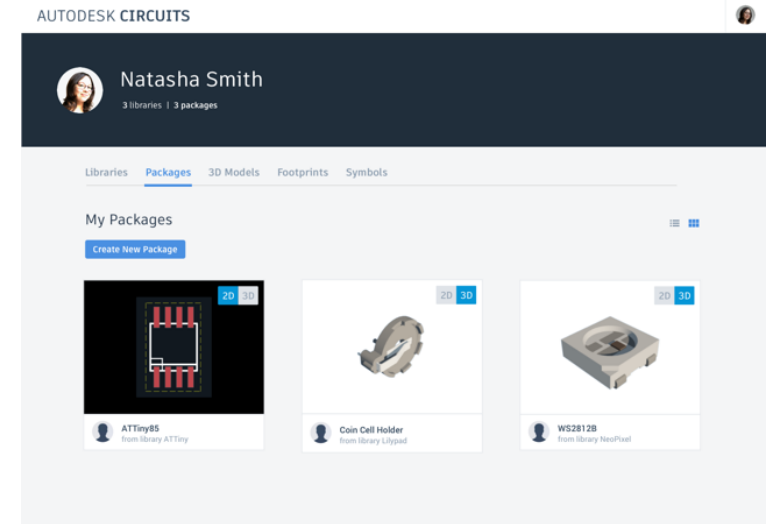 AUTODESK CIRCUITS
Natasha Smith
3 libraries | 3 packages
Libraries Packages 3D Models Footprints Symbols
My Packages
Create New Package
2D 3D
2D 3D
2D 3D
ATTiny85
from library ATTiny
Coin Cell Holder
from library Lilypad
WS2812B
from library NeoPixel